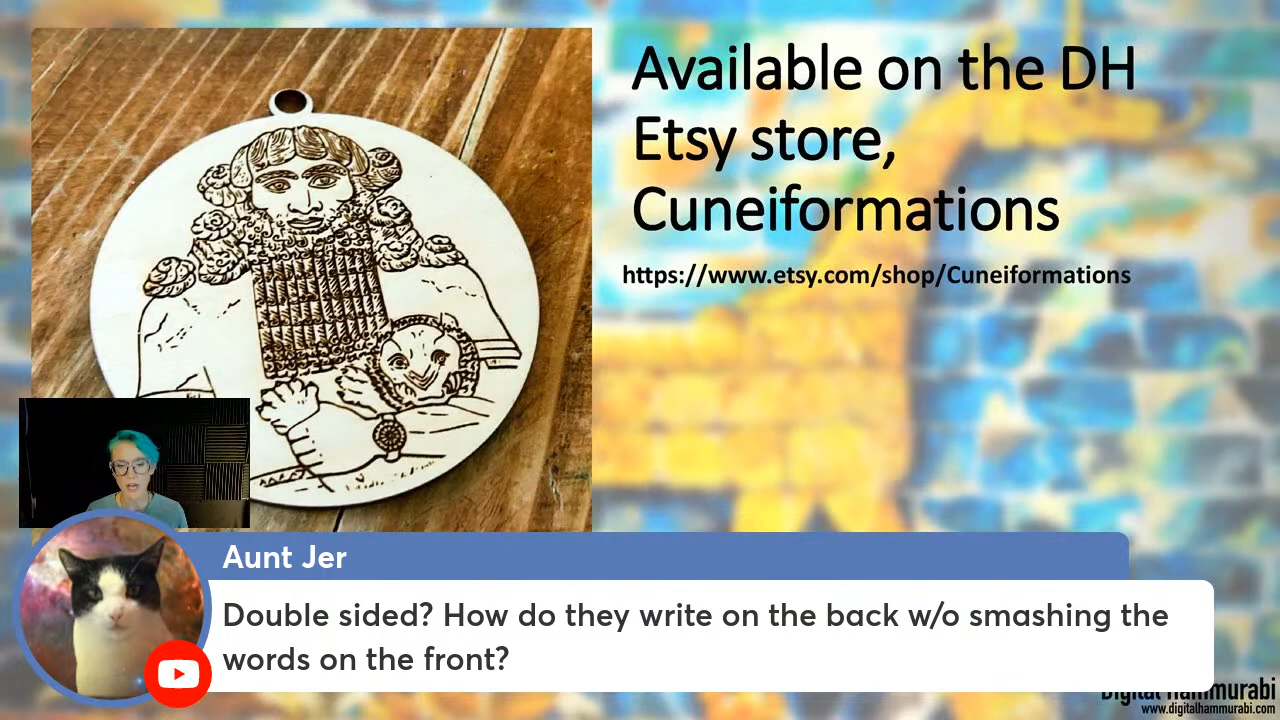 Available on the DH
Etsy store,
Cuneiformations
https://www.etsy.com/shop/Cuneiformations
Aunt Jer
Double sided? How do they write on the back w/o smashing the
words on the front?
Digital Hammurabi
www.digitalhammurabi.com